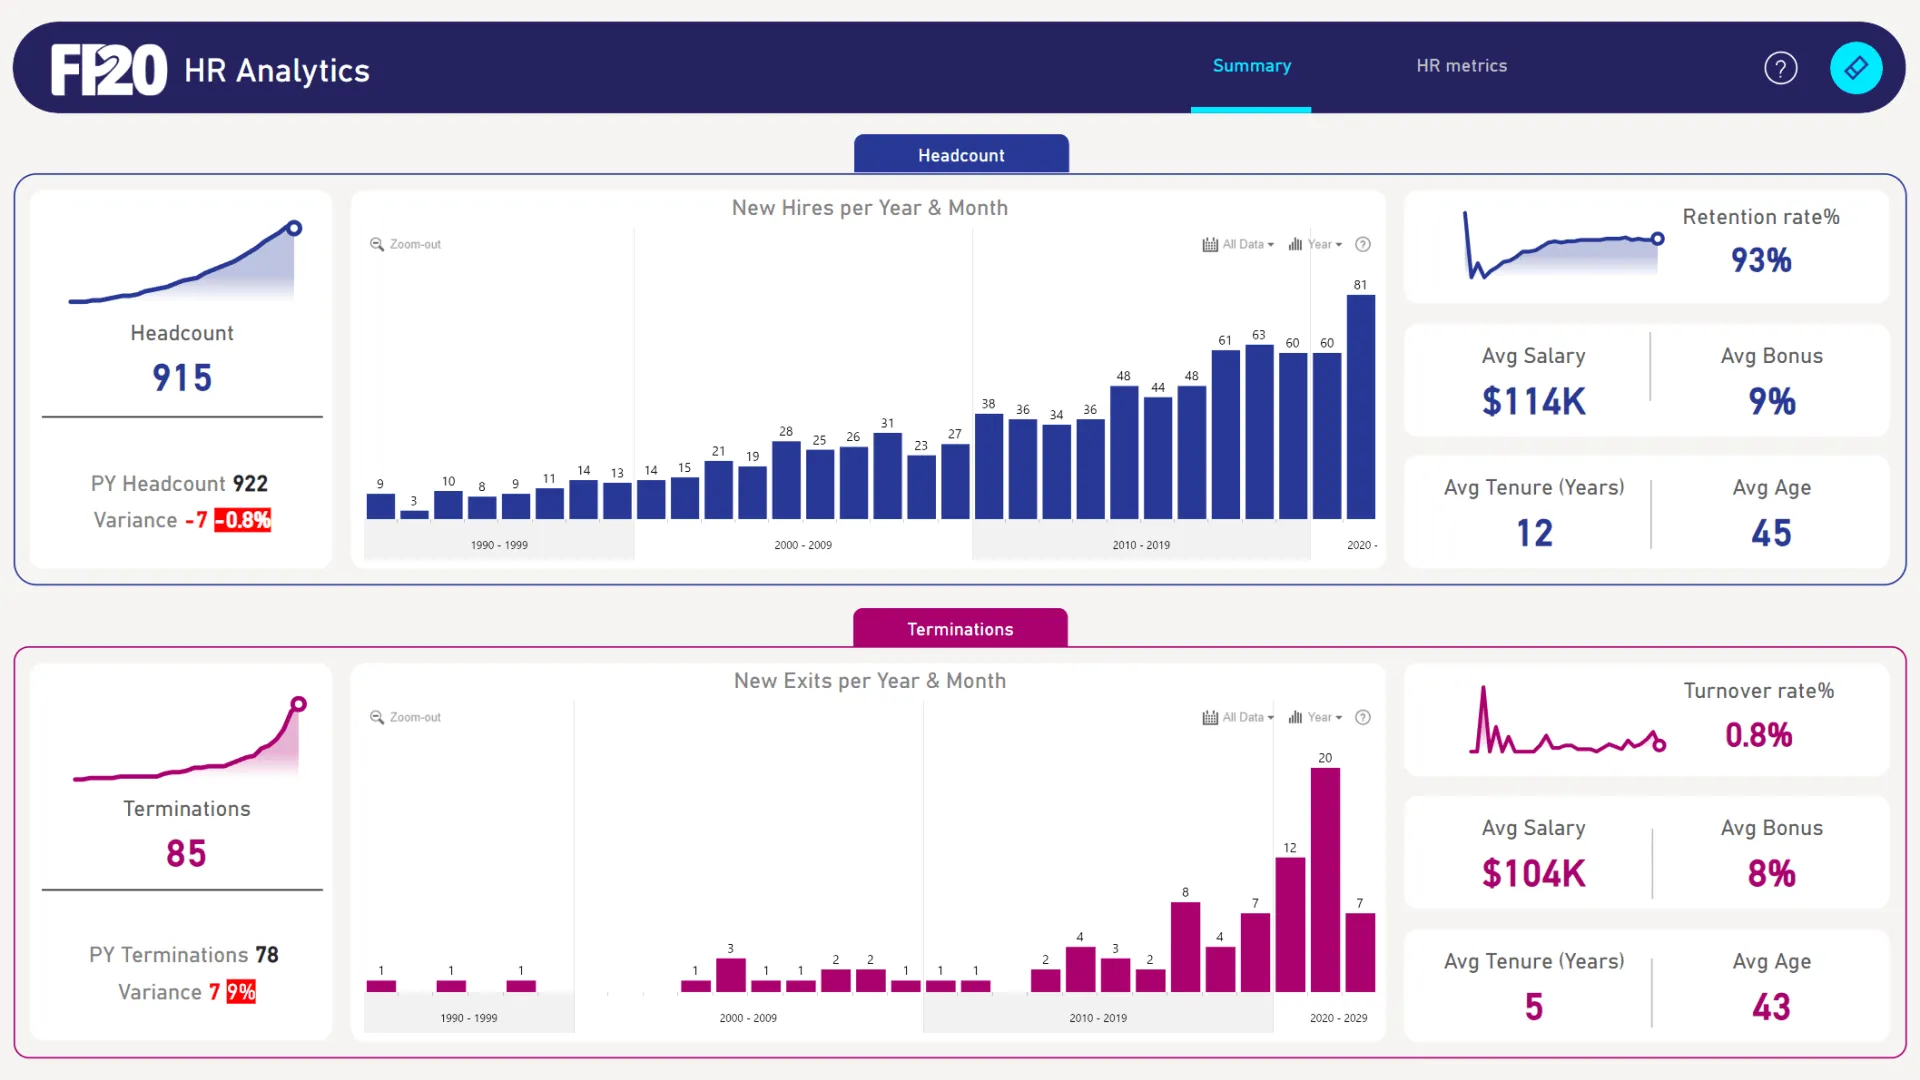 FP20 HR Analytics
Summary
HR metrics
?
Headcount
Headcount
915
PY Headcount 922
Variance -7 -0.8%
New Hires per Year & Month
Zoom-out
All Data
Year
?
9 3 10 8 9 11 14 13 14 15 21 19 28 25 26 31 23 27 38 36 34 36 48 44 48 61 63 60 60 81
1990 - 1999
2000 - 2009
2010 - 2019
2020 -
Retention rate%
93%
Avg Salary
$114K
Avg Bonus
9%
Avg Tenure (Years)
12
Avg Age
45
Terminations
Terminations
85
PY Terminations 78
Variance 7 9%
New Exits per Year & Month
Zoom-out
All Data
Year
?
1 1 1 1 3 1 1 2 2 1 1 1 2 4 3 2 8 4 7 12 20 7
1990 - 1999
2000 - 2009
2010 - 2019
2020 - 2029
Turnover rate%
0.8%
Avg Salary
$104K
Avg Bonus
8%
Avg Tenure (Years)
5
Avg Age
43